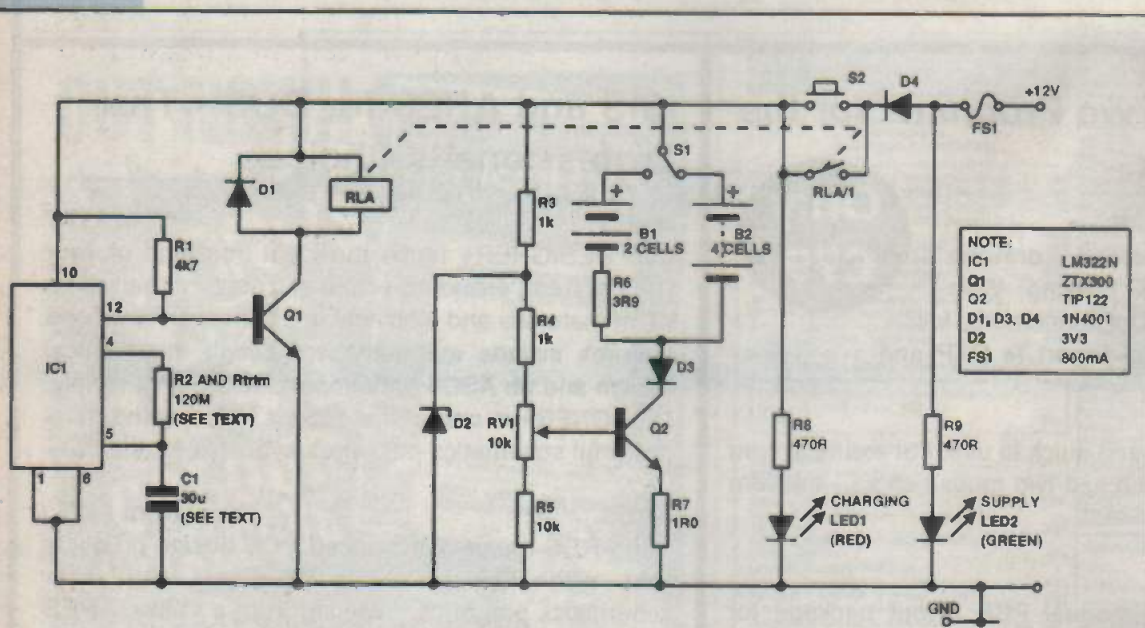 S2
D4
+12V
FS1
S1
RLA/1
D1
RLA
R3
1k
B1
2 CELLS
B2
4 CELLS
R1
4k7
10
12
4
5
1
6
IC1
Q1
R2 AND Rtrim
120M
(SEE TEXT)
C1
30u
(SEE TEXT)
R4
1k
R6
3R9
D3
D2
RV1
10k
Q2
R5
10k
R7
1R0
R8
470R
R9
470R
CHARGING
LED1
(RED)
SUPPLY
LED2
(GREEN)
GND
NOTE:
IC1 LM322N
Q1 ZTX300
Q2 TIP122
D1, D3, D4 1N4001
D2 3V3
FS1 800mA